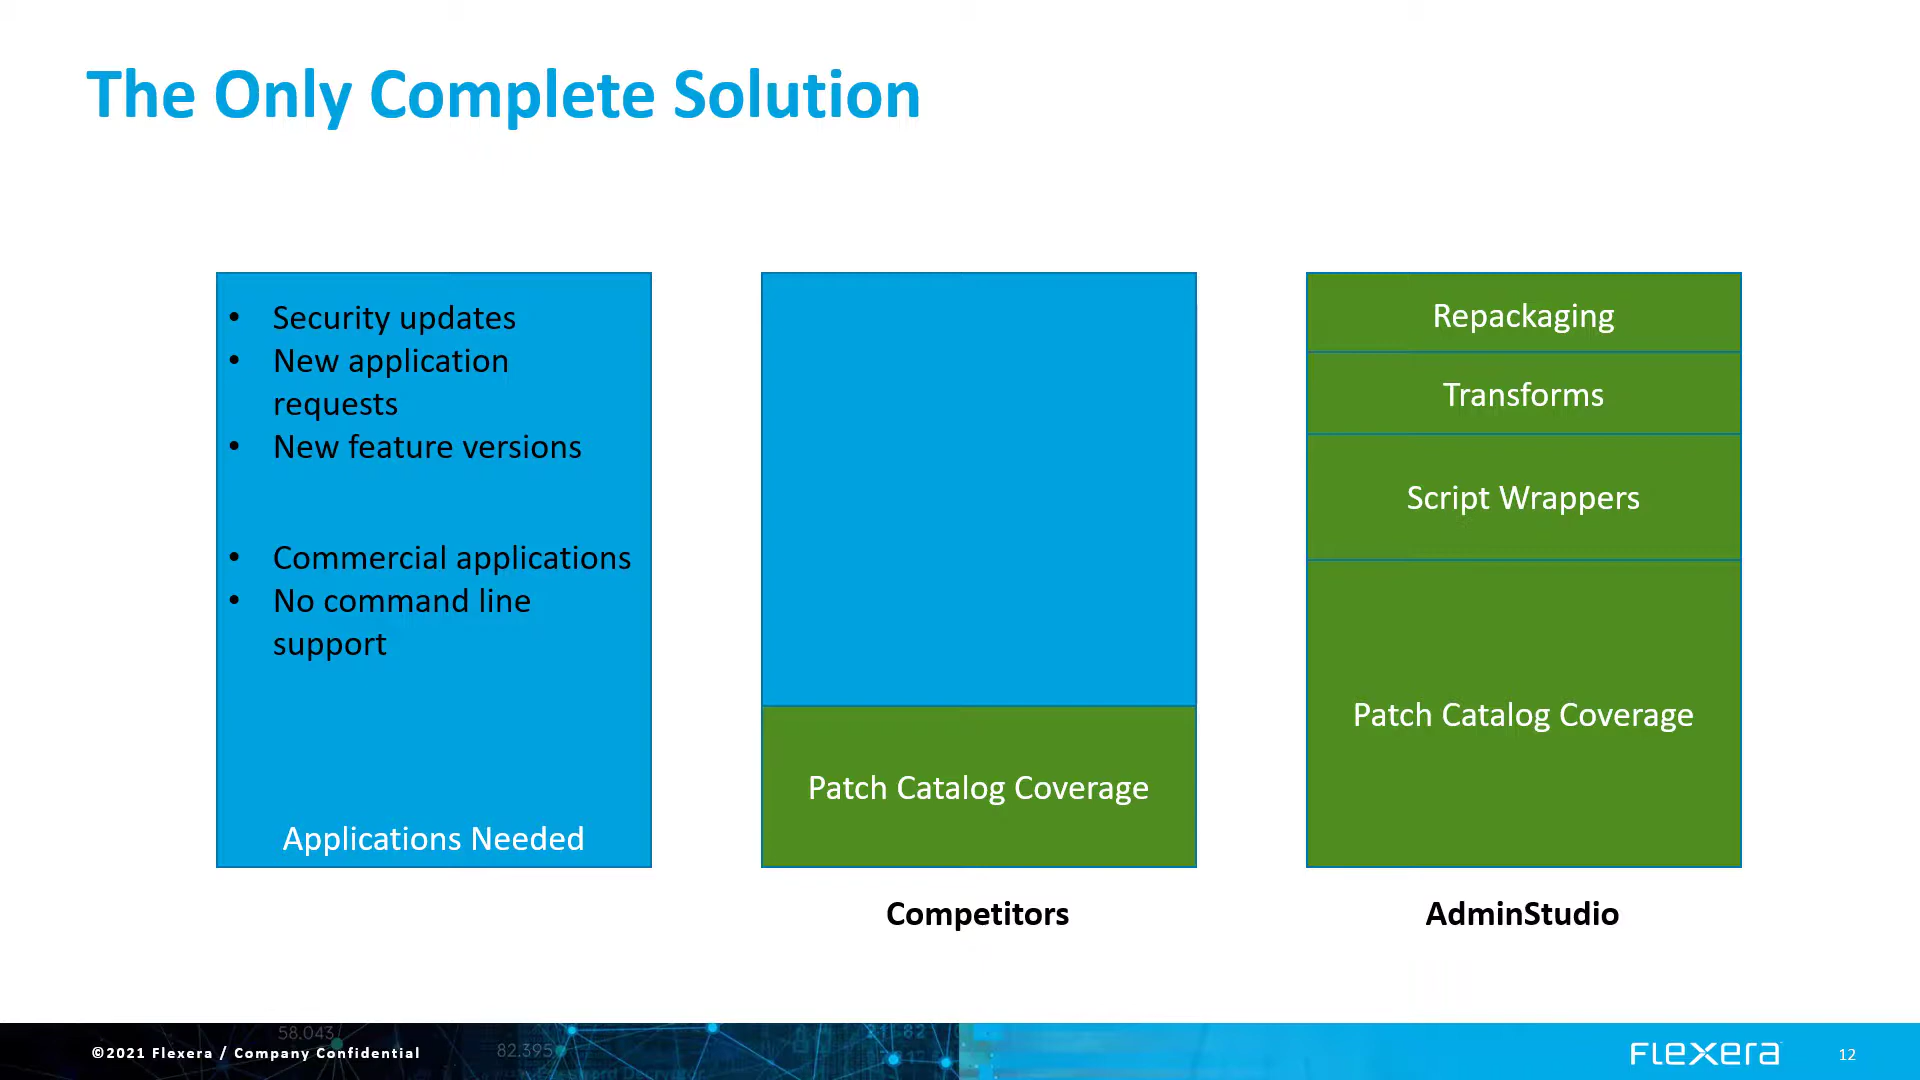 The Only Complete Solution
• Security updates
• New application
requests
• New feature versions
• Commercial applications
• No command line
support
Applications Needed
Patch Catalog Coverage
Competitors
Repackaging
Transforms
Script Wrappers
Patch Catalog Coverage
AdminStudio
58.043
82.395
©2021 Flexera / Company Confidential
FLEXERA
12